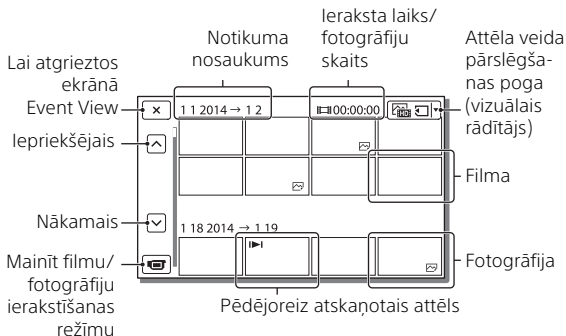 Lai atgrieztos
ekrānā
Event View
Notikuma
nosaukums
Ieraksta laiks/
fotogrāfiju
skaits
Attēla veida
pārslēgša-
nas poga
(vizuālais
rādītājs)
1 1 2014 → 1 2
00:00:00
HD
Iepriekšējais
Filma
Nākamais
1 18 2014 → 1 19
Mainīt filmu/
fotogrāfiju
ierakstīšanas
režīmu
Pēdējoreiz atskaņotais attēls
Fotogrāfija